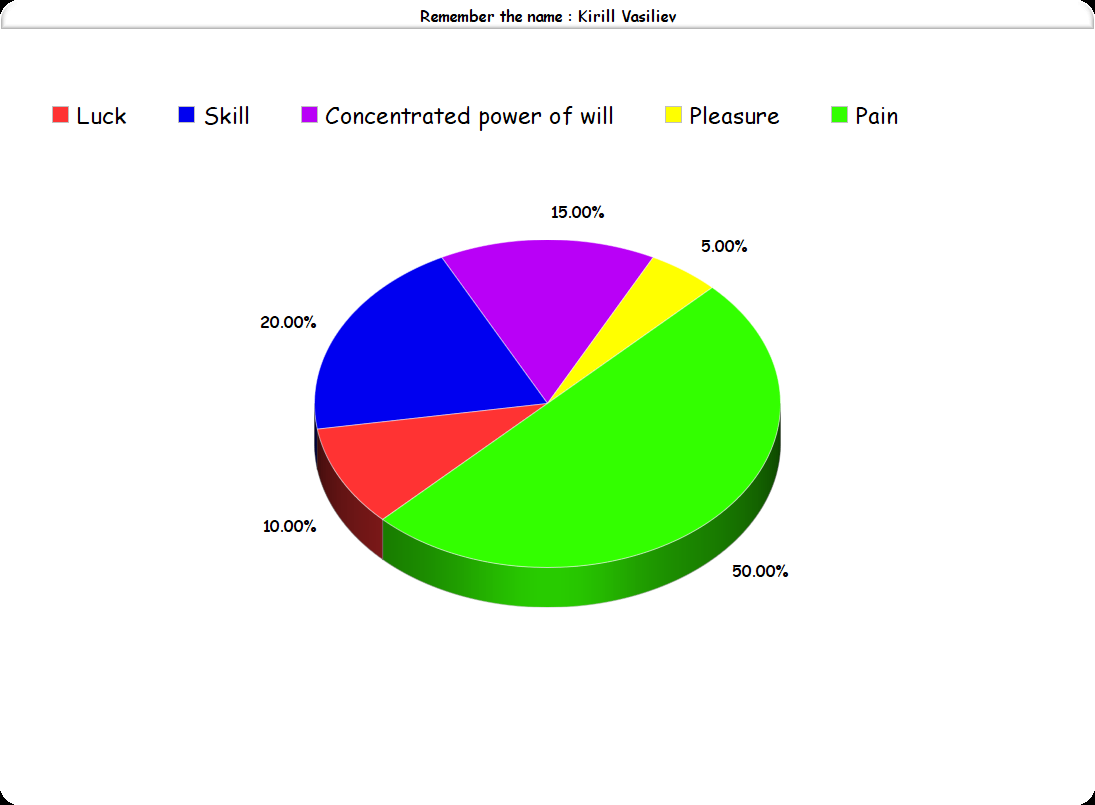 Remember the name : Kirill Vasiliev
Luck Skill Concentrated power of will Pleasure Pain
15.00%
5.00%
20.00%
10.00%
50.00%